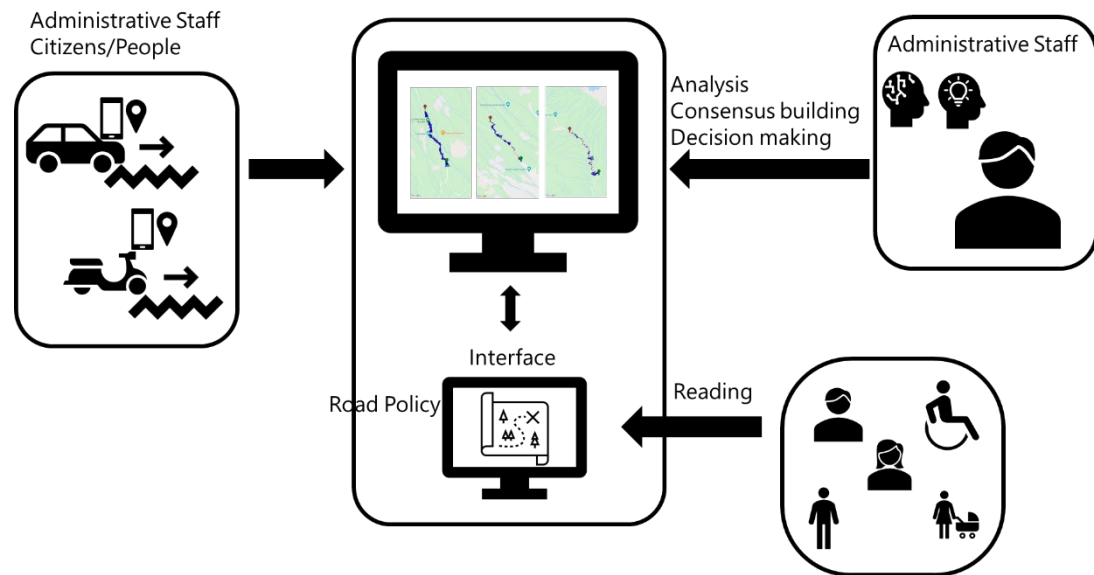 Administrative Staff
Citizens/People
Administrative Staff
Analysis
Consensus building
Decision making
Interface
Road Policy
Reading